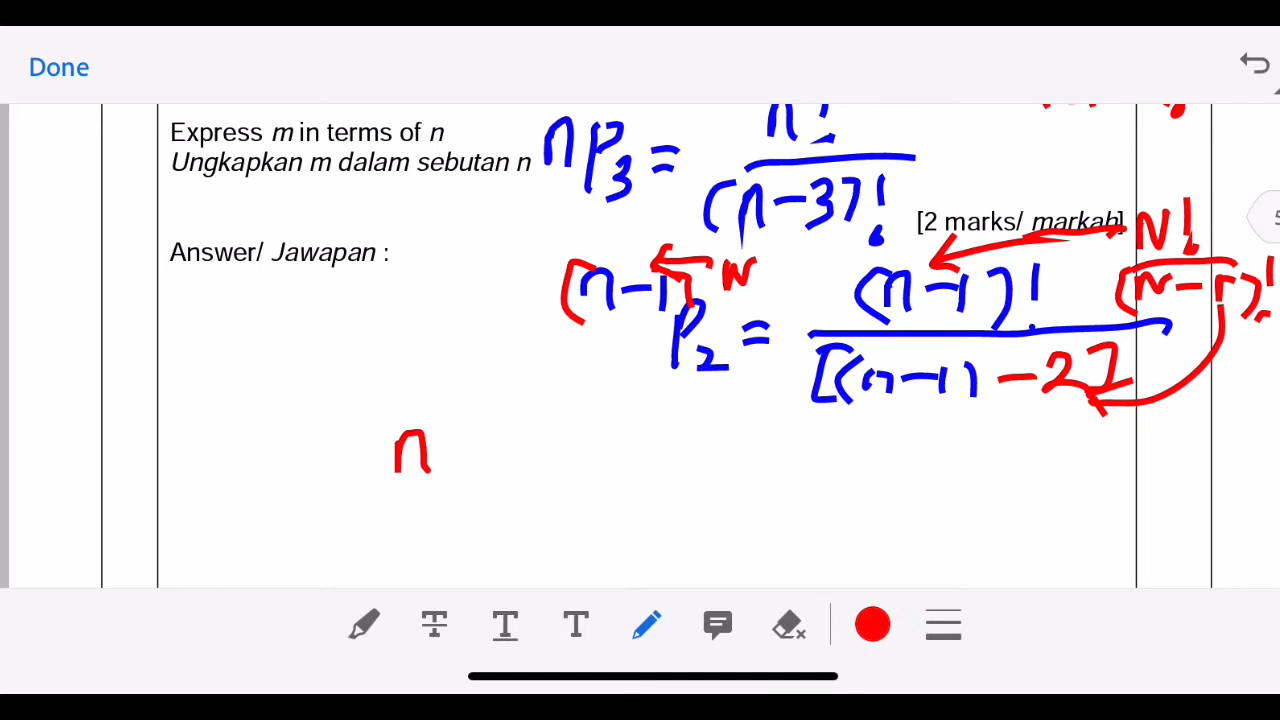 Done
Express m in terms of n
Ungkapkan m dalam sebutan n
nP3 = n! / (n-3)!
[2 marks/ markah]
N! / (N-r)!
Answer/ Jawapan :
(n-1) N
P2 = (n-1)! / [(n-1)-2]
n
5